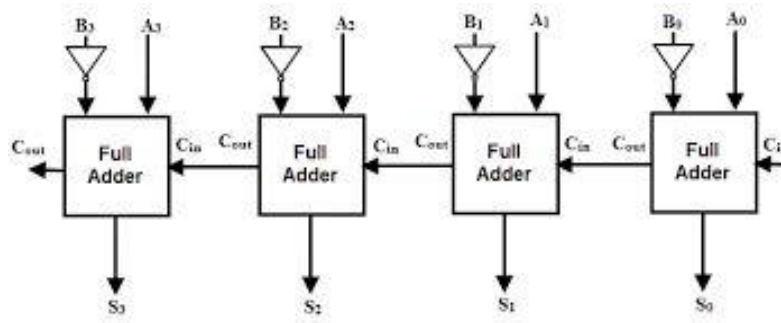 B3 A3 B2 A2 B1 A1 B0 A0
Cout Full Adder Cin Cout Full Adder Cin Cout Full Adder Cin Cout Full Adder Ci
S3 S2 S1 S0